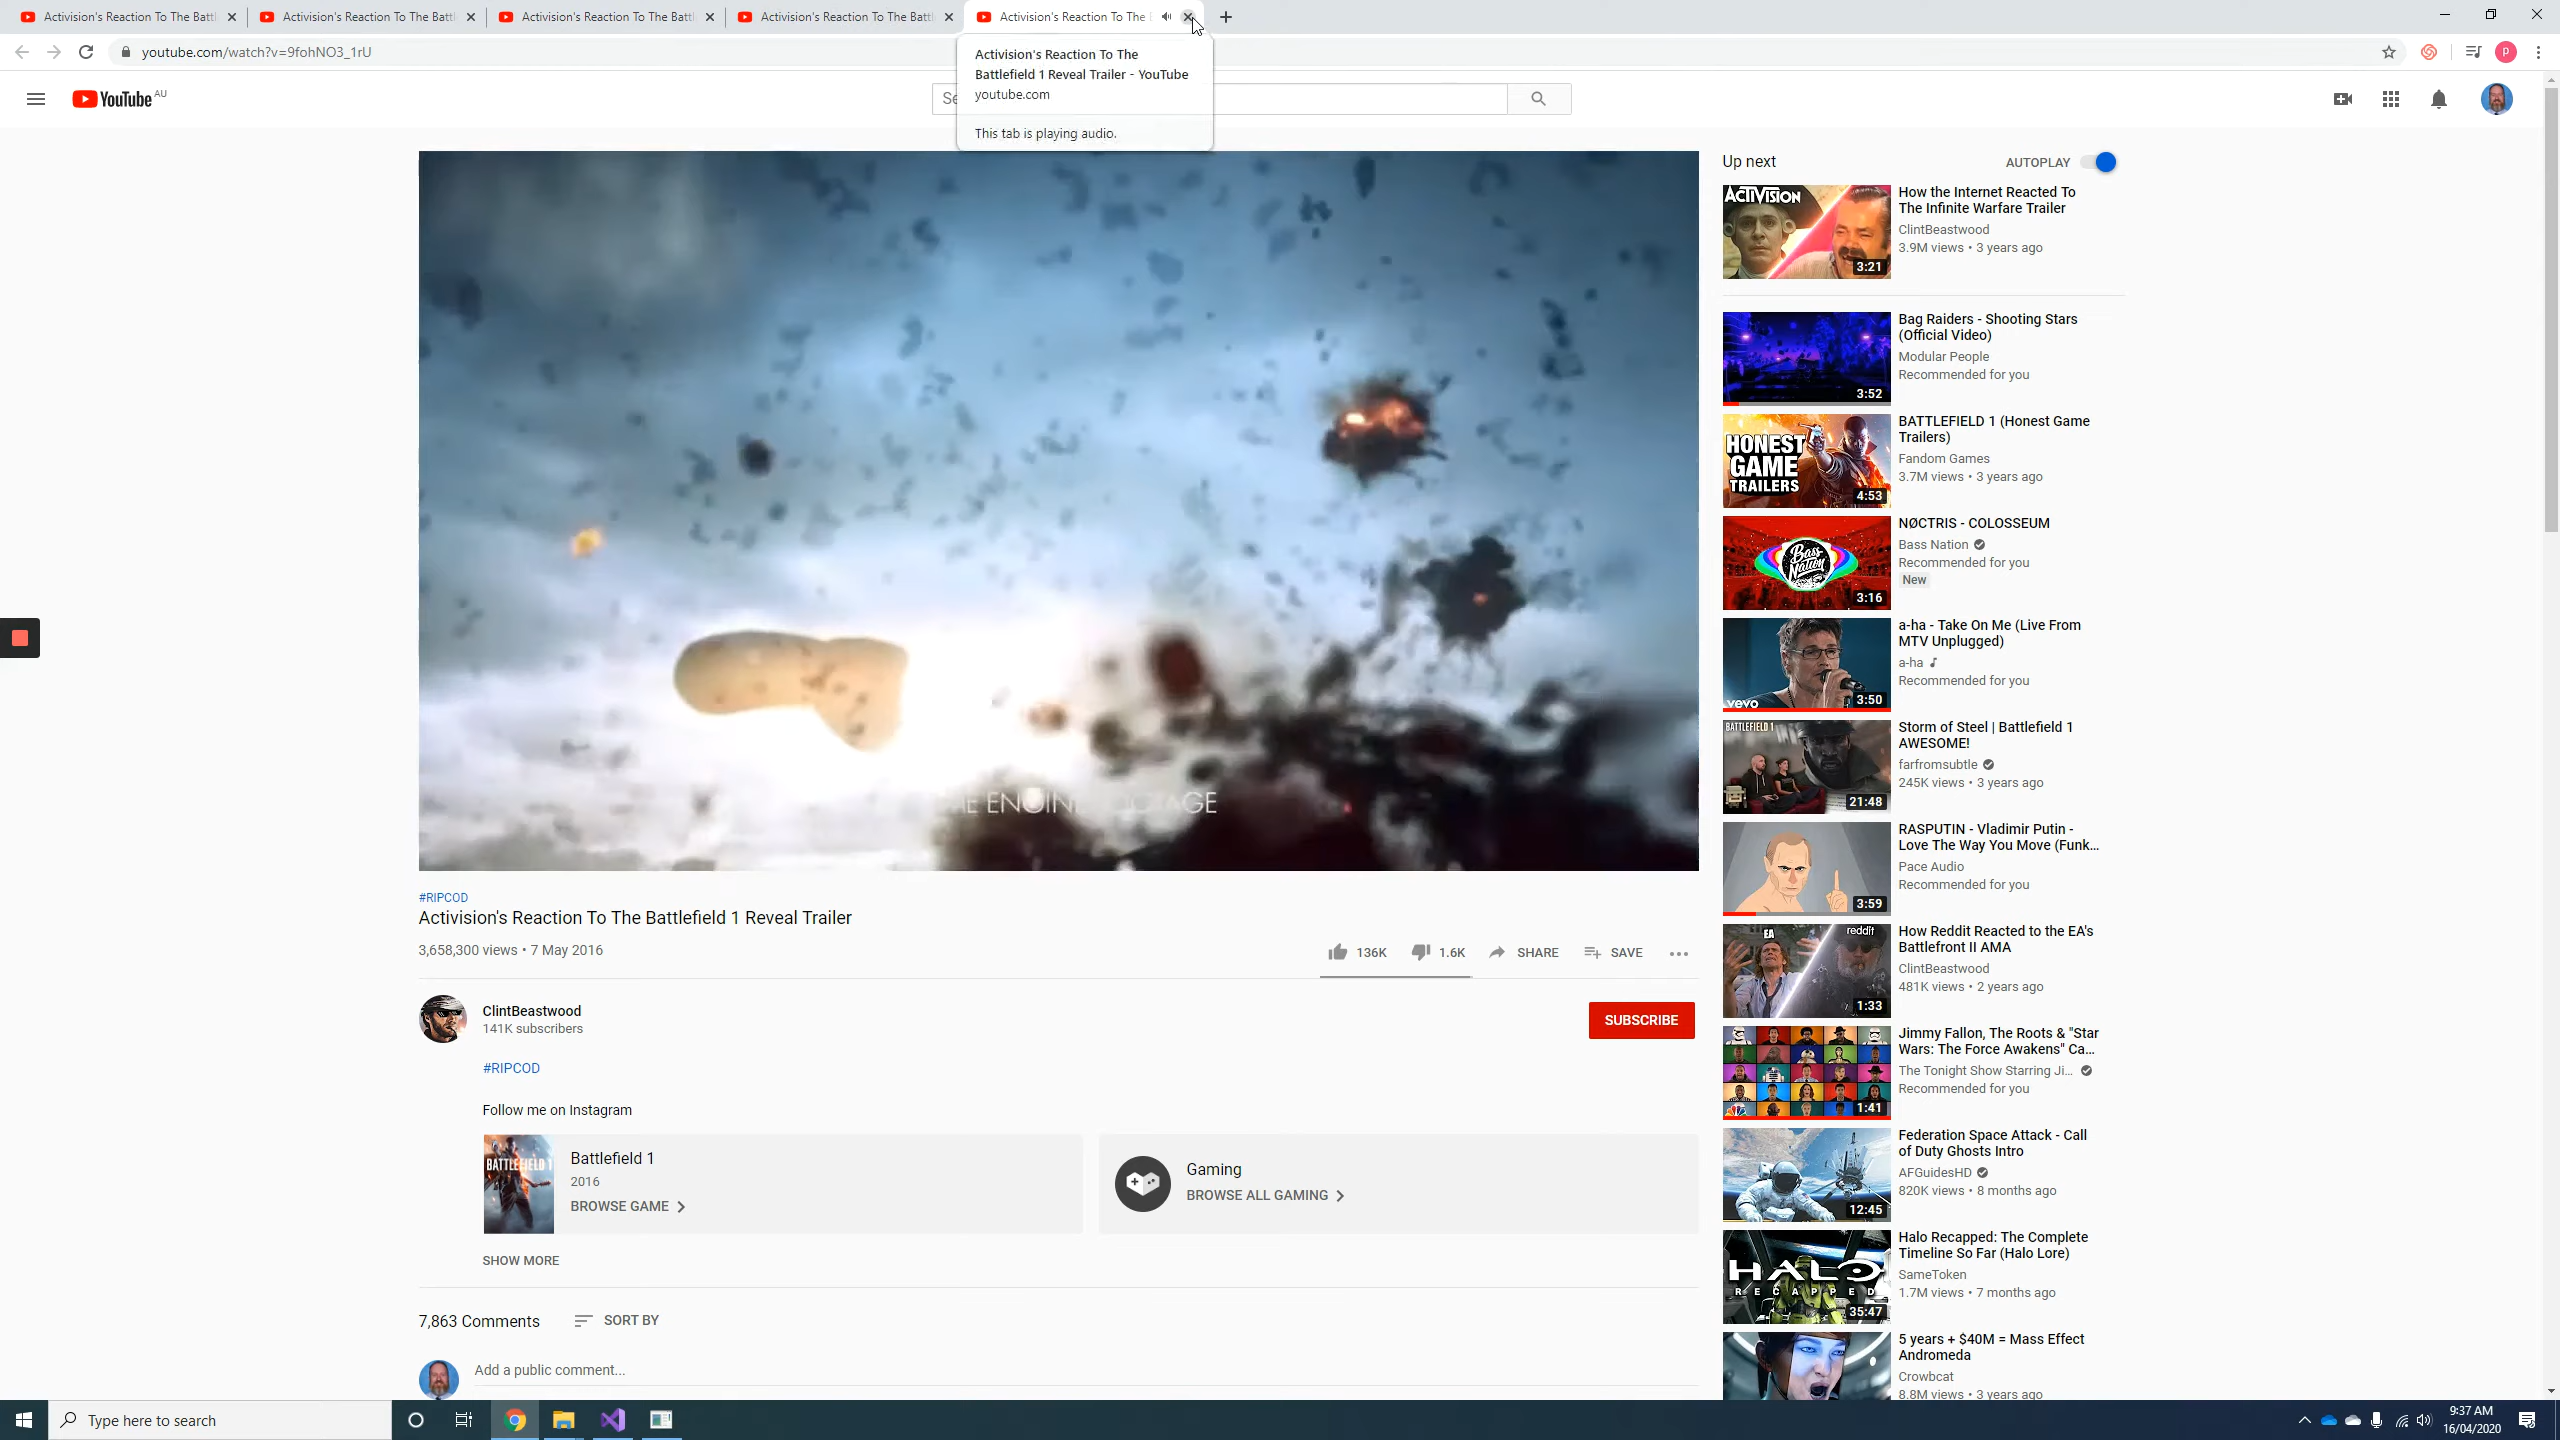 Activision's Reaction To The Battl
Activision's Reaction To The Battl
Activision's Reaction To The Battl
Activision's Reaction To The Battl
Activision's Reaction To The
youtube.com/watch?v=9fohNO3_1rU
P
Activision's Reaction To The
Battlefield 1 Reveal Trailer - YouTube
youtube.com
This tab is playing audio.
YouTube AU
Se
ENGINE
#RIPCOD
Activision's Reaction To The Battlefield 1 Reveal Trailer
3,658,300 views • 7 May 2016
136K
1.6K
SHARE
SAVE
ClintBeastwood
141K subscribers
SUBSCRIBE
#RIPCOD
Follow me on Instagram
BATTLEFIELD 1
Battlefield 1
2016
BROWSE GAME
Gaming
BROWSE ALL GAMING
SHOW MORE
7,863 Comments
SORT BY
Add a public comment...
Up next
AUTOPLAY
ACTIVISION
3:21
How the Internet Reacted To
The Infinite Warfare Trailer
ClintBeastwood
3.9M views • 3 years ago
3:52
Bag Raiders - Shooting Stars
(Official Video)
Modular People
Recommended for you
HONEST
GAME
TRAILERS
4:53
BATTLEFIELD 1 (Honest Game
Trailers)
Fandom Games
3.7M views • 3 years ago
Bass
Nation
3:16
NØCTRIS - COLOSSEUM
Bass Nation
Recommended for you
New
vevo
3:50
a-ha - Take On Me (Live From
MTV Unplugged)
a-ha
Recommended for you
BATTLEFIELD 1
21:48
Storm of Steel | Battlefield 1
AWESOME!
farfromsubtle
245K views • 3 years ago
3:59
RASPUTIN - Vladimir Putin -
Love The Way You Move (Funk...
Pace Audio
Recommended for you
EA
reddit
1:33
How Reddit Reacted to the EA's
Battlefront II AMA
ClintBeastwood
481K views • 2 years ago
1:41
Jimmy Fallon, The Roots & "Star
Wars: The Force Awakens" Ca...
The Tonight Show Starring Ji...
Recommended for you
12:45
Federation Space Attack - Call
of Duty Ghosts Intro
AFGuidesHD
820K views • 8 months ago
HALO
RECAPPED
35:47
Halo Recapped: The Complete
Timeline So Far (Halo Lore)
SameToken
1.7M views • 7 months ago
5 years + $40M = Mass Effect
Andromeda
Crowbcat
8.8M views • 3 years ago
Type here to search
9:37 AM
16/04/2020